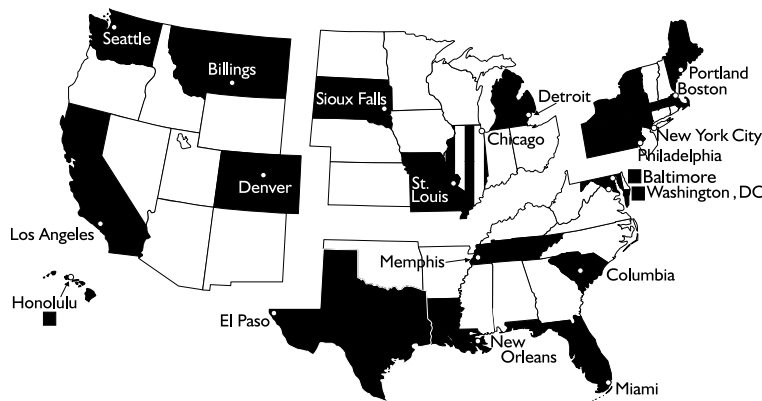 Seattle
Billings
Sioux Falls
Detroit
Portland
Boston
Chicago
New York City
Philadelphia
Baltimore
Washington, DC
Denver
St.
Louis
Los Angeles
Memphis
Columbia
Honolulu
El Paso
New
Orleans
Miami